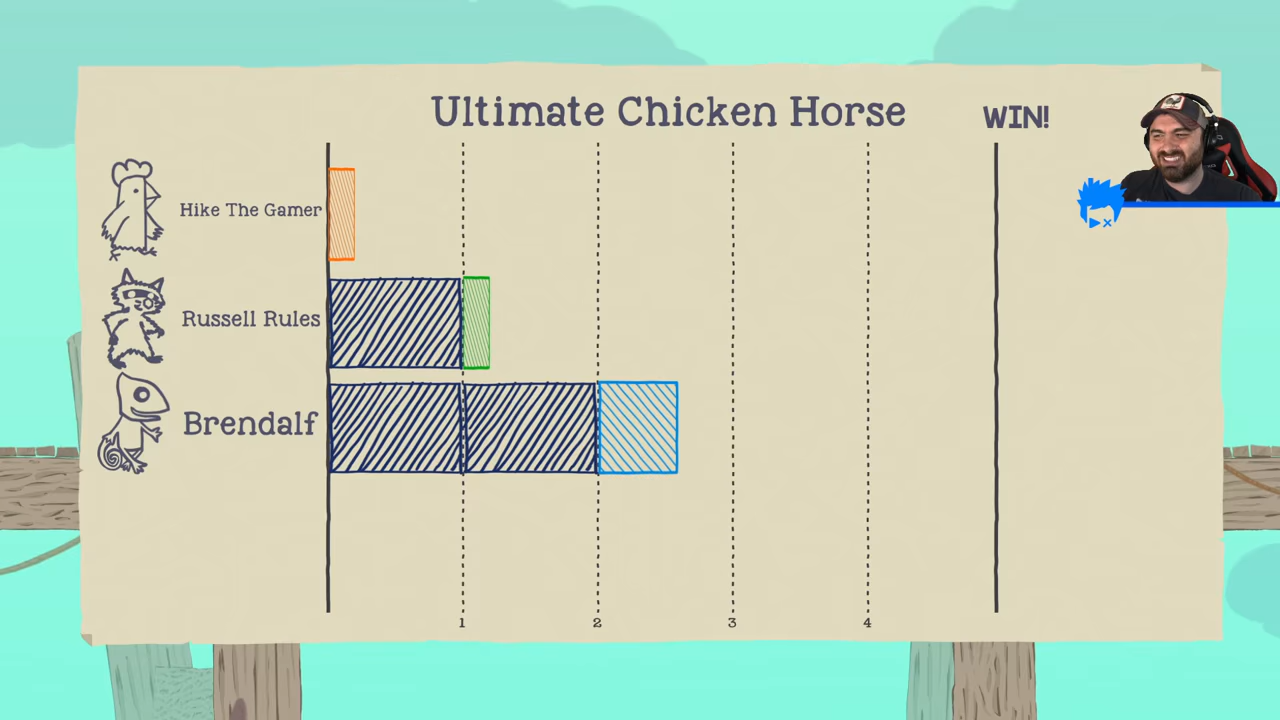 Ultimate Chicken Horse
WIN!
Hike The Gamer
Russell Rules
Brendalf
1 2 3 4